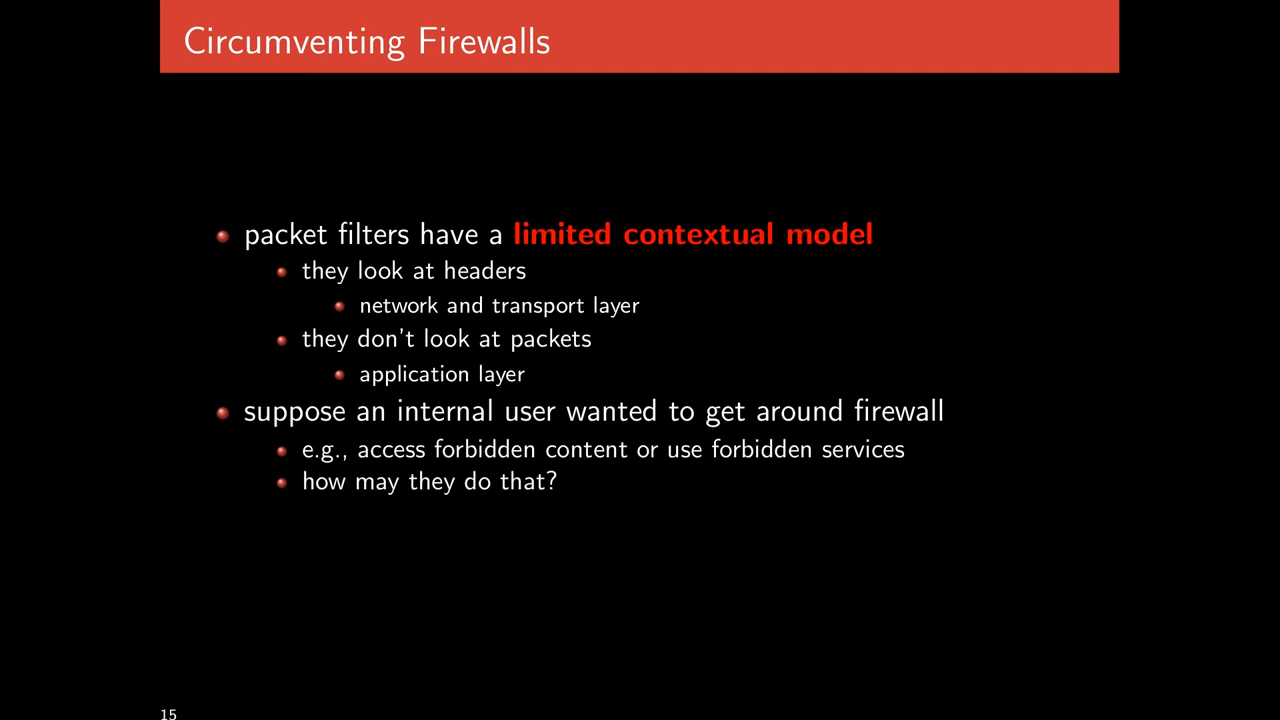 Circumventing Firewalls
packet filters have a limited contextual model
they look at headers
network and transport layer
they don't look at packets
application layer
suppose an internal user wanted to get around firewall
e.g., access forbidden content or use forbidden services
how may they do that?
15